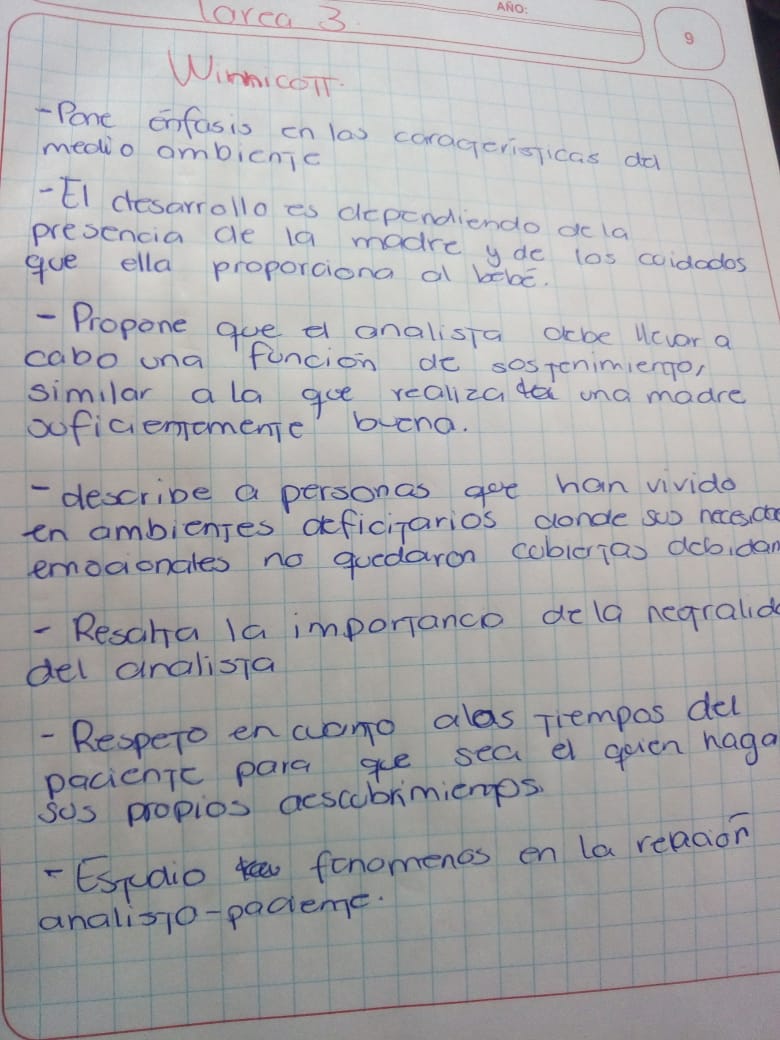 Tarea 3
AÑO:
9
Winnicott.
-Pone énfasis en las características del
medio ambiente
-El desarrollo es dependiendo de la
presencia de la madre y de los cuidados
que ella proporciona al bebé.
- Propone que el analista debe llevar a
cabo una función de sostenimiento,
similar a la que realiza una madre
suficientemente buena.
- describe a personas que han vivido
en ambientes deficitarios donde sus necesida
emocionales no quedaron cubiertas debidam
- Resalta la importanco de la neutralida
del analista
- Respeto en cuanto a los tiempos del
paciente para que sea el quien haga
sus propios descubrimientos.
- Estudio fenomenos en la relación
analista-paciente.